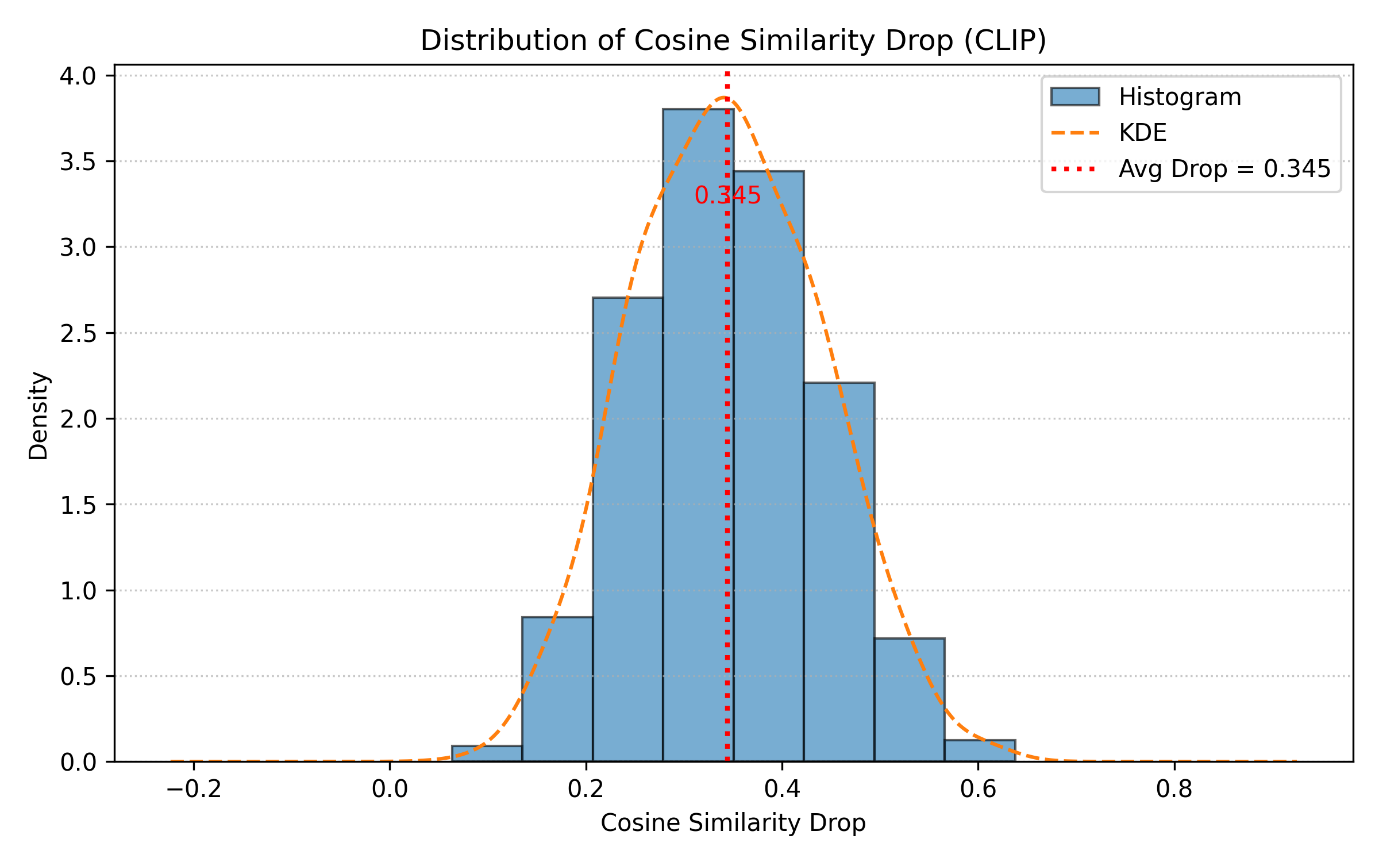 Distribution of Cosine Similarity Drop (CLIP)
Histogram
KDE
Avg Drop = 0.345
0.345
Density
4.0
3.5
3.0
2.5
2.0
1.5
1.0
0.5
0.0
−0.2
0.0
0.2
0.4
0.6
0.8
Cosine Similarity Drop